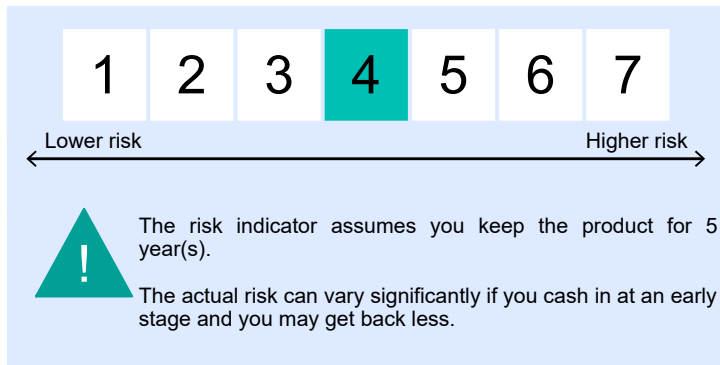 1 2 3 4 5 6 7
Lower risk Higher risk
!
The risk indicator assumes you keep the product for 5
year(s).
The actual risk can vary significantly if you cash in at an early
stage and you may get back less.